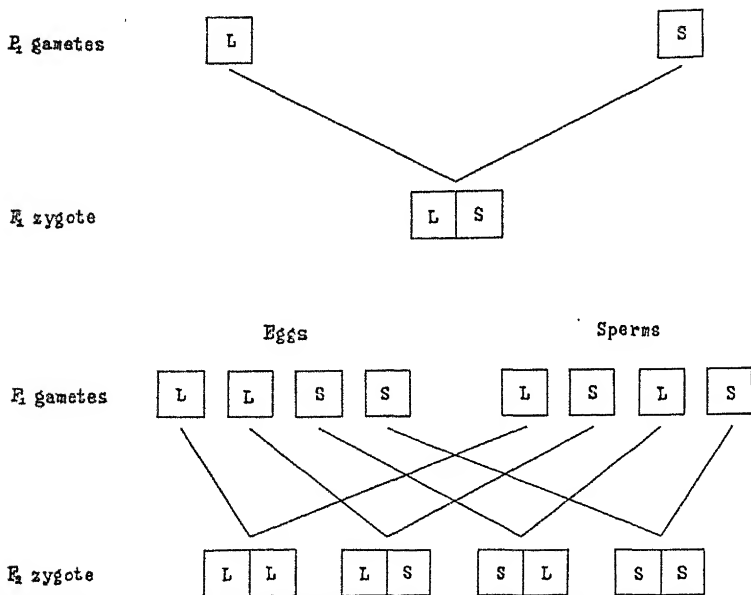 P1 gametes L S
F1 zygote L S
Eggs Sperms
F1 gametes L L S S L S L S
F2 zygote L L L S S L S S